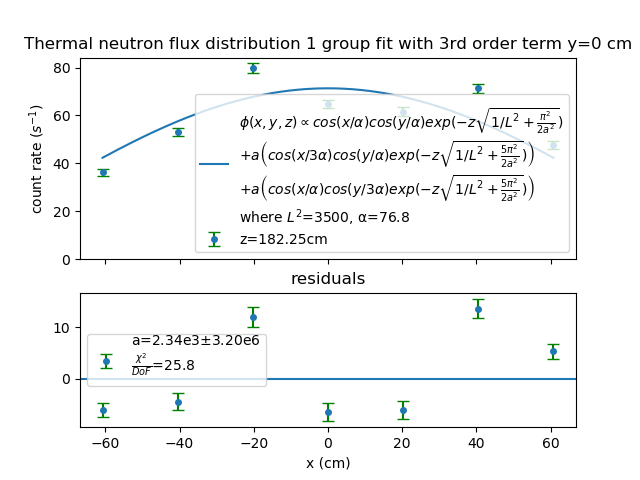 Thermal neutron flux distribution 1 group fit with 3rd order term y=0 cm
80
60
40
20
0
count rate (s⁻¹)
ϕ(x, y, z) ∝ cos(x/α)cos(y/α)exp(−z√(1/L² + π²/2a²))
+a(cos(x/3α)cos(y/α)exp(−z√(1/L² + 5π²/2a²)))
+a(cos(x/α)cos(y/3α)exp(−z√(1/L² + 5π²/2a²)))
where L²=3500, α=76.8
z=182.25cm
residuals
10
0
a=2.34e3±3.20e6
χ²/DoF=25.8
−60 −40 −20 0 20 40 60
x (cm)